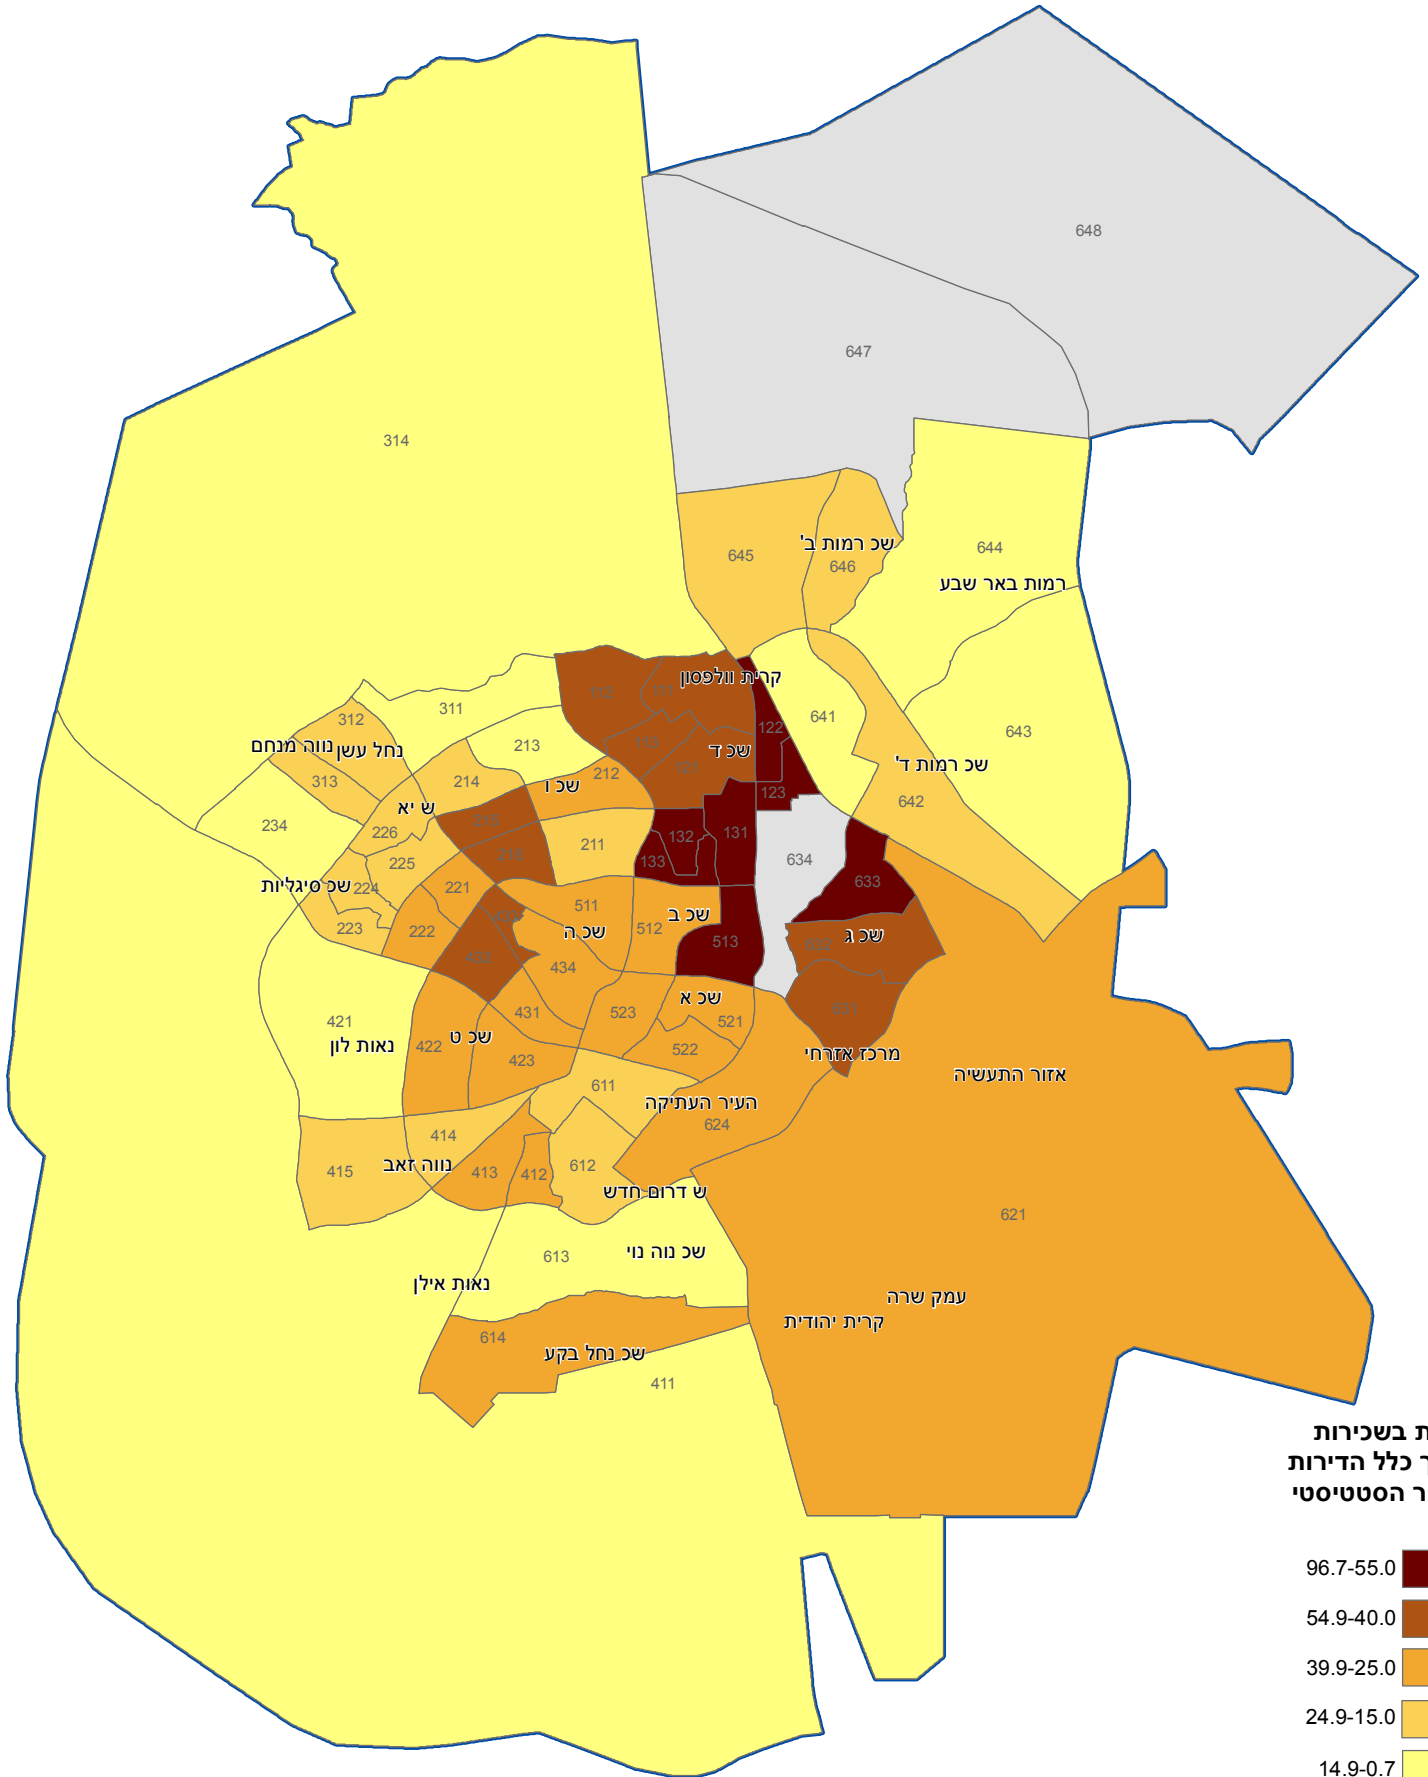 648
647
314
645
שכ רמות ב'
646
644
רמות באר שבע
קרית וולפסון
311
312
641
122
643
213
נחל עשן
נווה מנחם
שכ ד
שכ רמות ד'
212
214
313
שכ ו
123
642
ש יא
234
226
132
131
211
133
634
225
633
221
224
שכ סיגליות
511
שכ ב
223
222
שכ ה
512
513
שכ ג
434
שכ א
431
523
521
421
נאות לון
422
שכ ט
423
522
מרכז אזרחי
אזור התעשיה
611
העיר העתיקה
624
414
415
נווה זאב
413
412
612
ש דרום חדש
621
613
שכ נוה נוי
נאות אילן
עמק שרה
קרית יהודית
614
שכ נחל בקע
411
ת בשכירות
ך כלל הדירות
ר הסטטיסטי
96.7-55.0
54.9-40.0
39.9-25.0
24.9-15.0
14.9-0.7